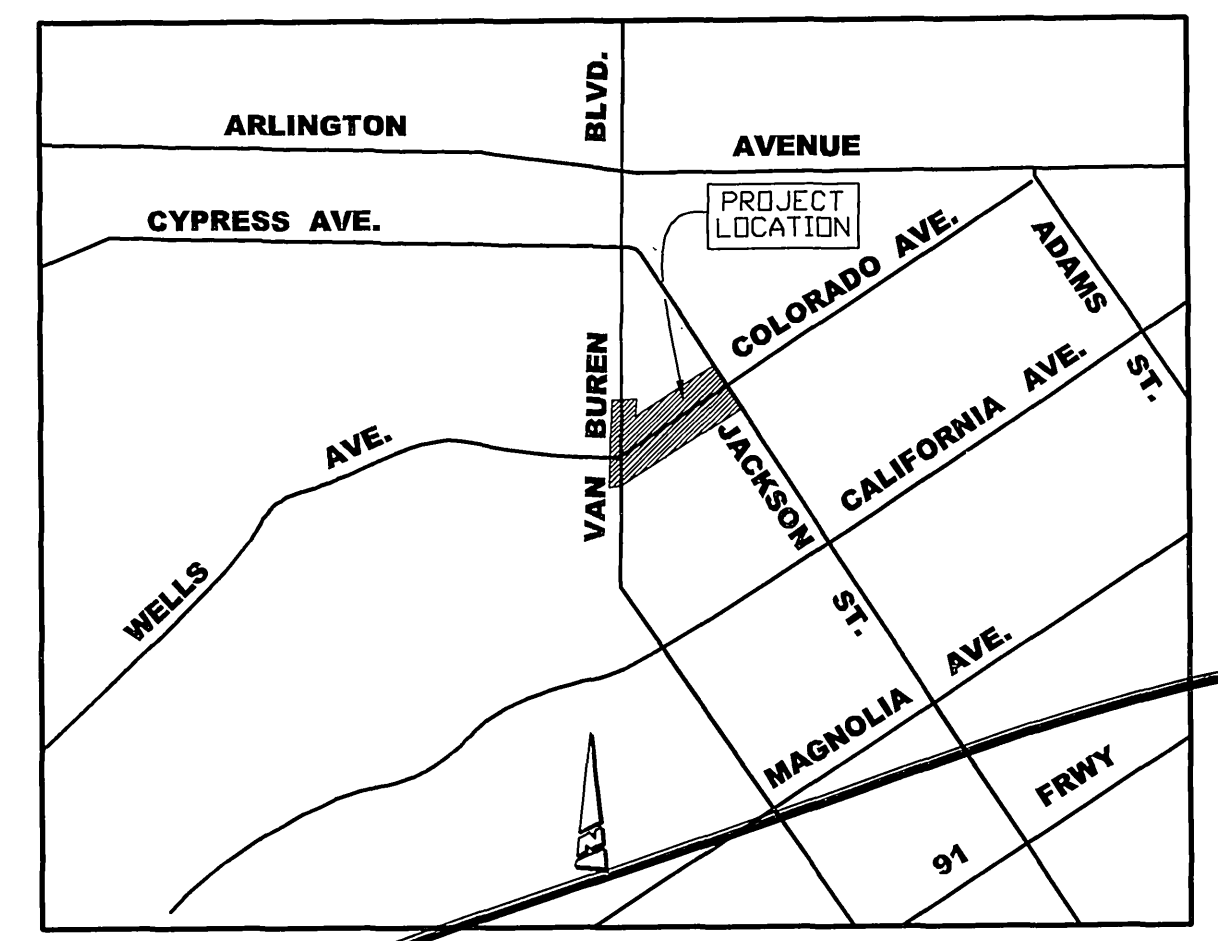 BLVD.
ARLINGTON
AVENUE
PROJECT
LOCATION
CYPRESS AVE.
COLORADO AVE.
ADAMS
ST.
VAN BUREN
CALIFORNIA AVE.
WELLS AVE.
JACKSON
ST.
MAGNOLIA AVE.
91 FRWY
N